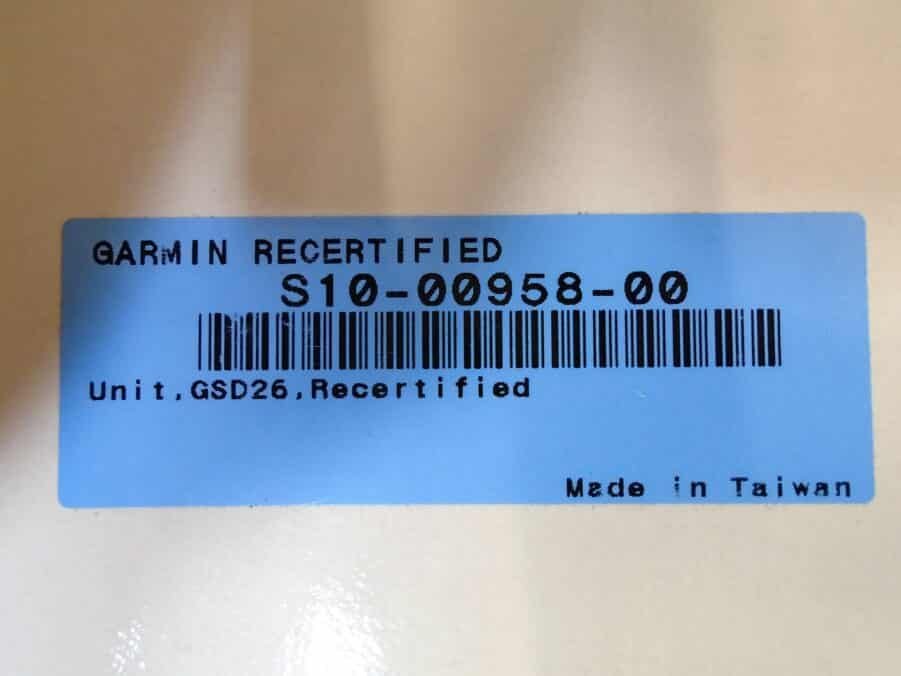 GARMIN RECERTIFIED
S10-00958-00
Unit,GSD26,Recertified
Made in Taiwan